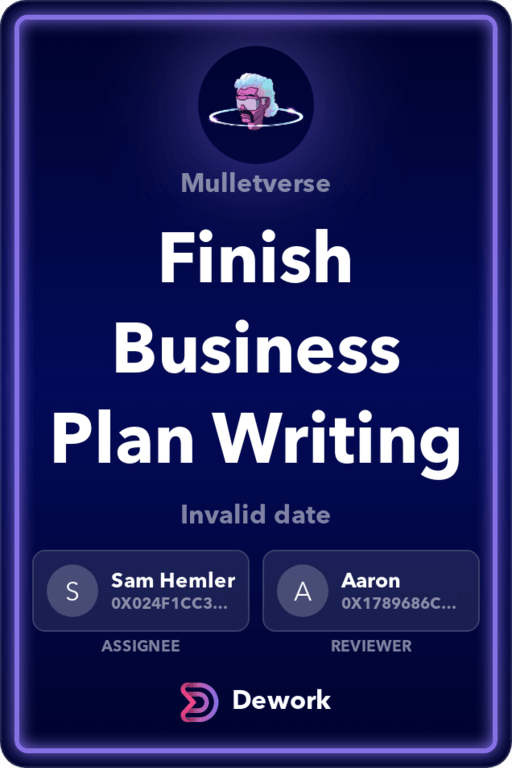 Mulletverse
Finish
Business
Plan Writing
Invalid date
S
Sam Hemler
0X024F1CC3...
A
Aaron
0X1789686C...
ASSIGNEE
REVIEWER
Dework